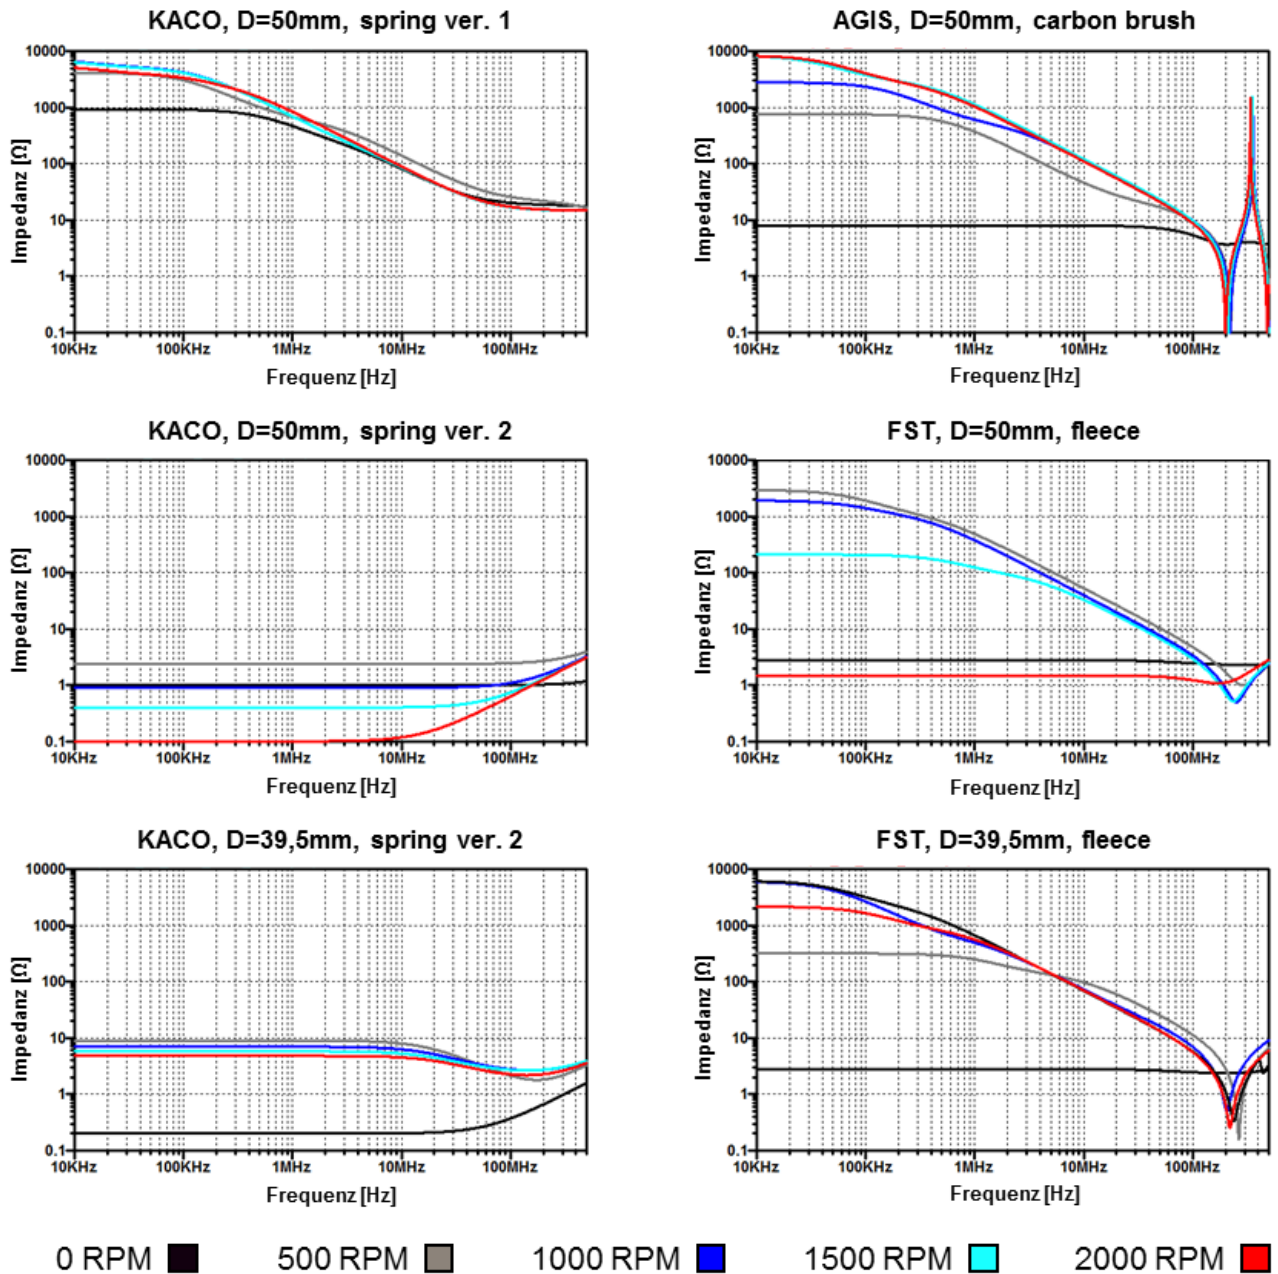 KACO, D=50mm, spring ver. 1
10000
1000
100
10
1
0.1
Impedanz [Ω]
10KHz 100KHz 1MHz 10MHz 100MHz
Frequenz [Hz]
AGIS, D=50mm, carbon brush
10000
1000
100
10
1
0.1
Impedanz [Ω]
10KHz 100KHz 1MHz 10MHz 100MHz
Frequenz [Hz]
KACO, D=50mm, spring ver. 2
10000
1000
100
10
1
0.1
Impedanz [Ω]
10KHz 100KHz 1MHz 10MHz 100MHz
Frequenz [Hz]
FST, D=50mm, fleece
10000
1000
100
10
1
0.1
Impedanz [Ω]
10KHz 100KHz 1MHz 10MHz 100MHz
Frequenz [Hz]
KACO, D=39,5mm, spring ver. 2
10000
1000
100
10
1
0.1
Impedanz [Ω]
10KHz 100KHz 1MHz 10MHz 100MHz
Frequenz [Hz]
FST, D=39,5mm, fleece
10000
1000
100
10
1
0.1
Impedanz [Ω]
10KHz 100KHz 1MHz 10MHz 100MHz
Frequenz [Hz]
0 RPM 500 RPM 1000 RPM 1500 RPM 2000 RPM